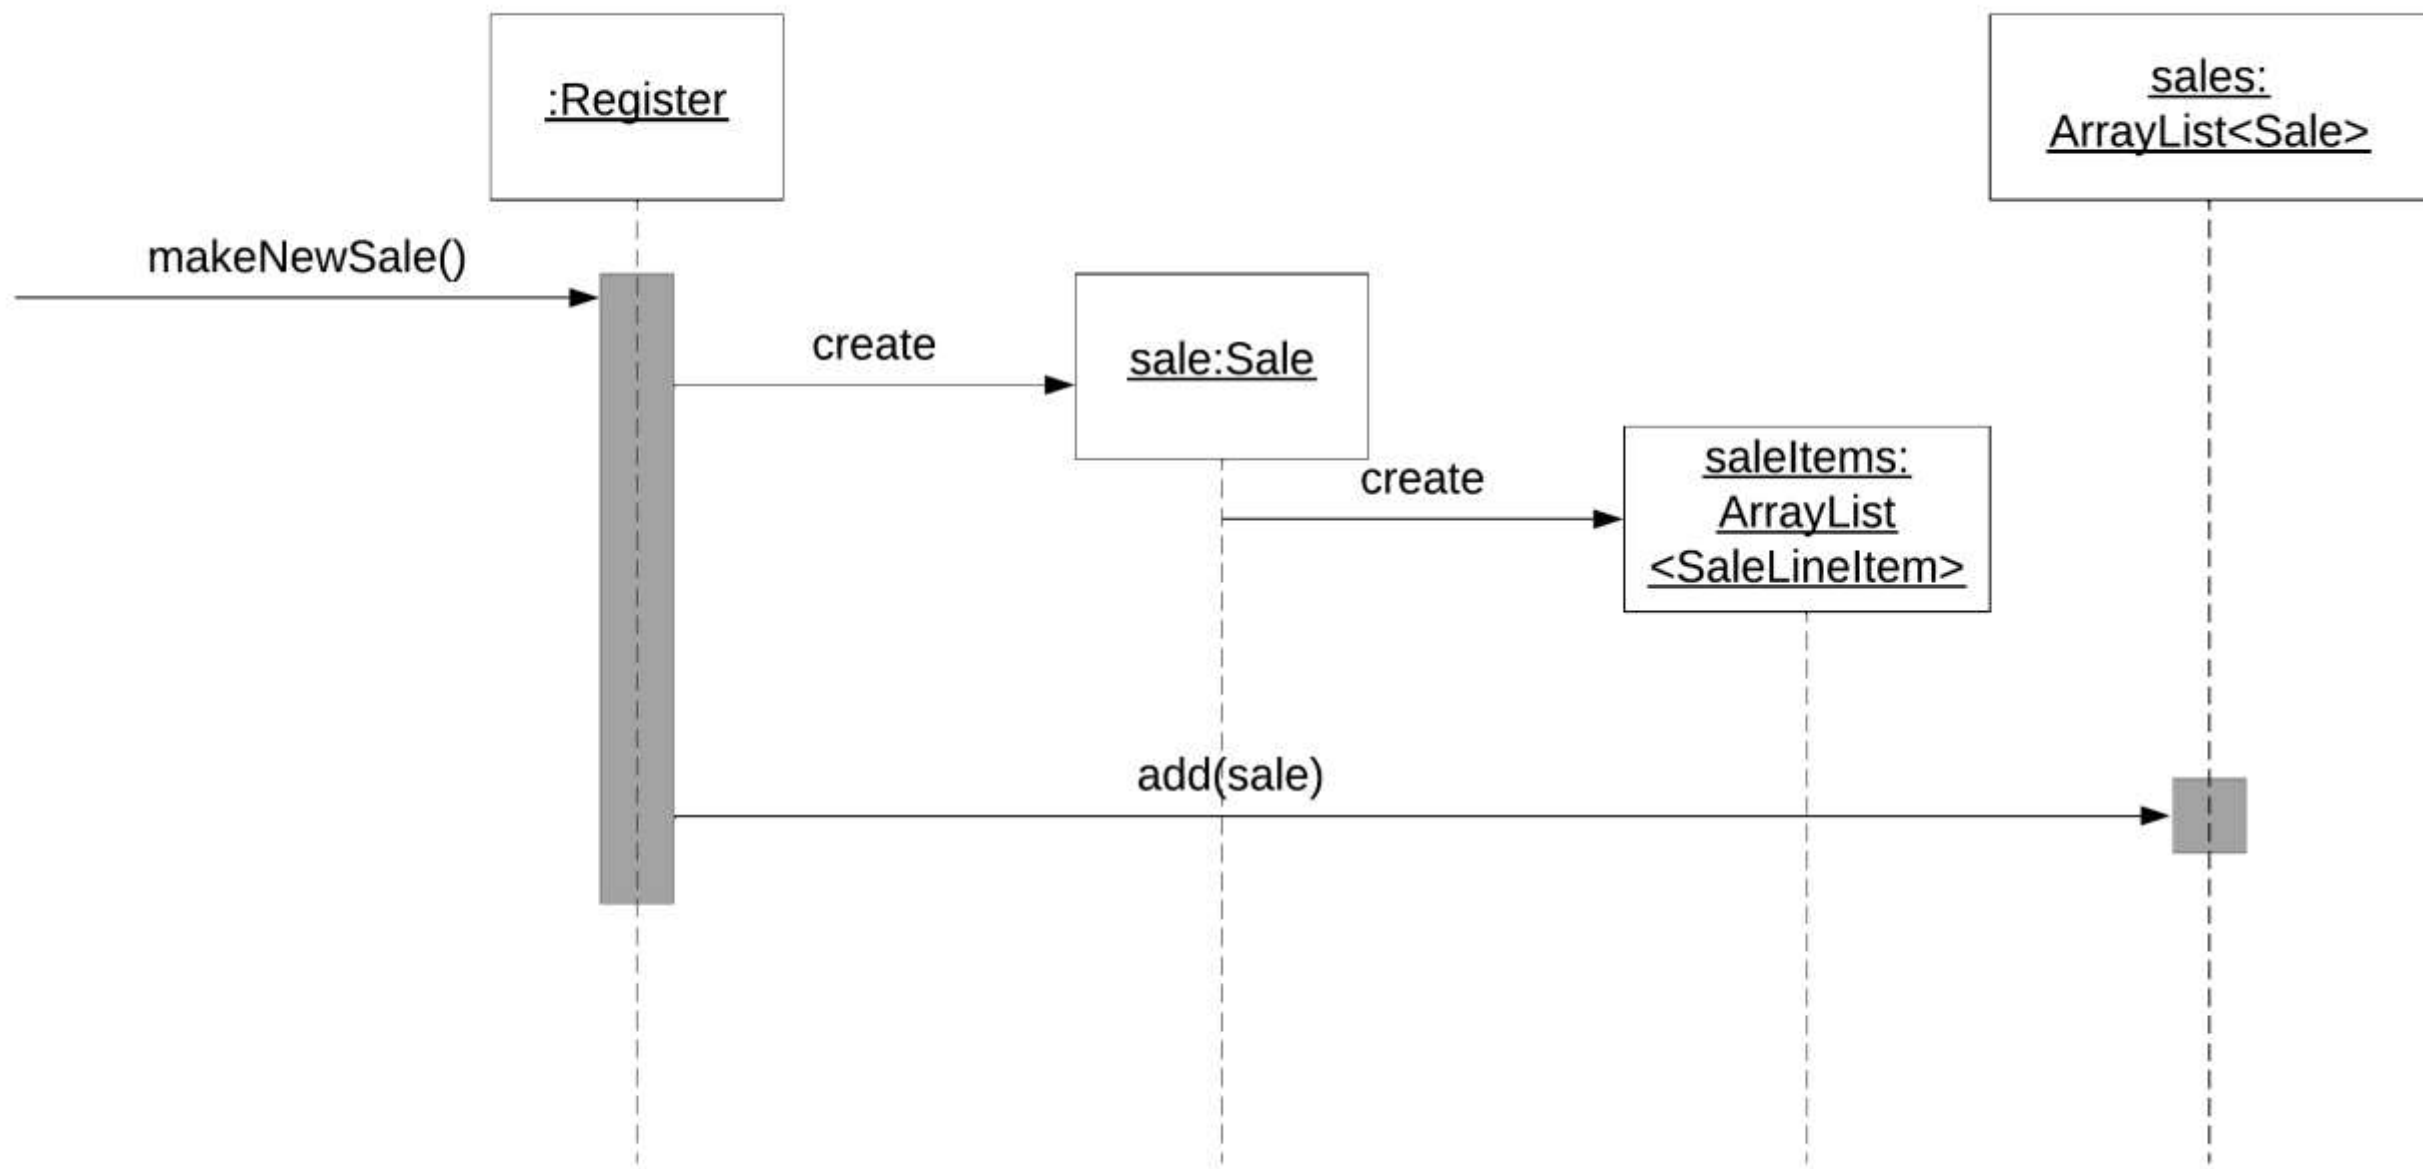 :Register
sales:
ArrayList<Sale>
makeNewSale()
create
sale:Sale
create
saleItems:
ArrayList
<SaleLineItem>
add(sale)